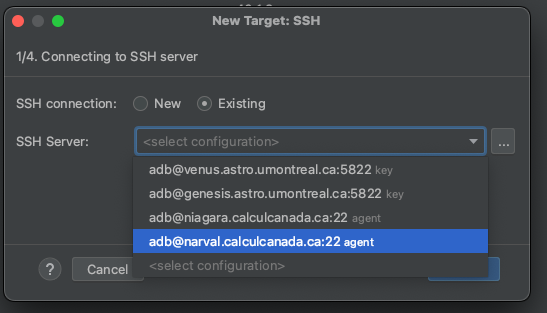 New Target: SSH
1/4. Connecting to SSH server
SSH connection: New Existing
SSH Server: <select configuration> ...
adb@venus.astro.umontreal.ca:5822 key
adb@genesis.astro.umontreal.ca:5822 key
adb@niagara.calculcanada.ca:22 agent
adb@narval.calculcanada.ca:22 agent
<select configuration>
? Cancel